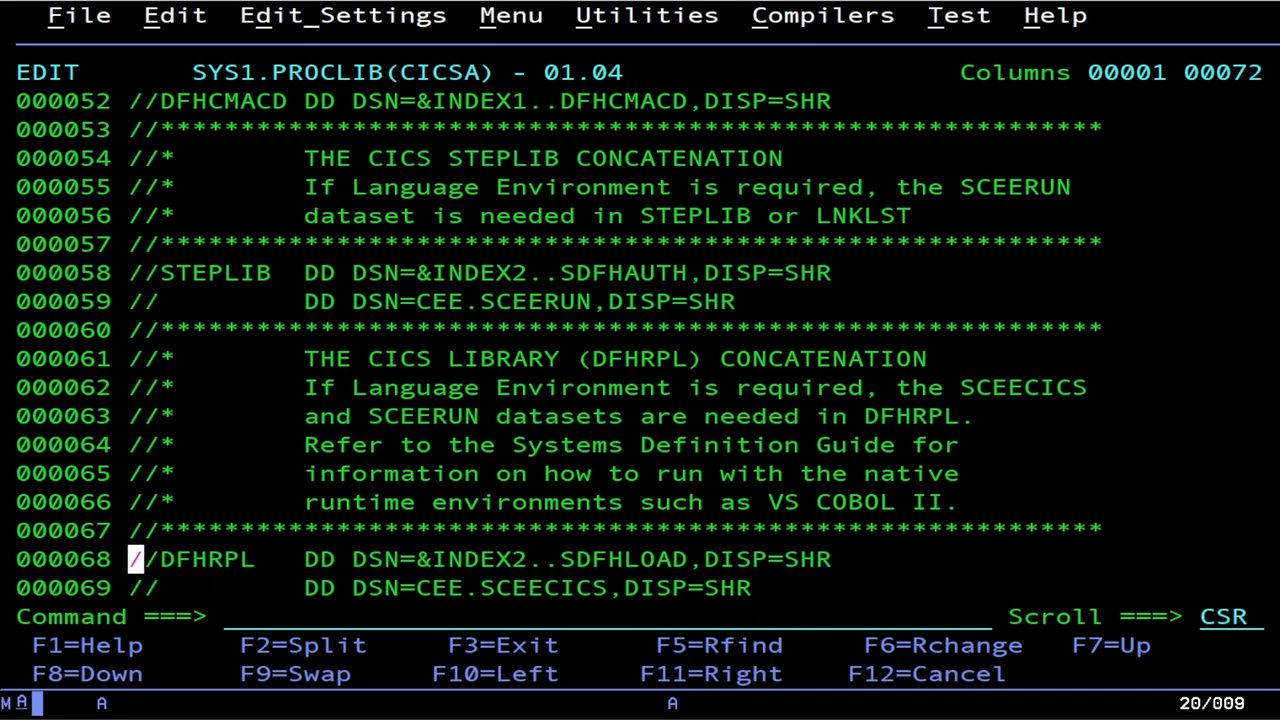 File Edit Edit_Settings Menu Utilities Compilers Test Help
EDIT SYS1.PROCLIB(CICSA) - 01.04 Columns 00001 00072
000052 //DFHCMACD DD DSN=&INDEX1..DFHCMACD,DISP=SHR
000053 //***********************************************************
000054 //* THE CICS STEPLIB CONCATENATION
000055 //* If Language Environment is required, the SCEERUN
000056 //* dataset is needed in STEPLIB or LNKLST
000057 //***********************************************************
000058 //STEPLIB DD DSN=&INDEX2..SDFHAUTH,DISP=SHR
000059 // DD DSN=CEE.SCEERUN,DISP=SHR
000060 //***********************************************************
000061 //* THE CICS LIBRARY (DFHRPL) CONCATENATION
000062 //* If Language Environment is required, the SCEECICS
000063 //* and SCEERUN datasets are needed in DFHRPL.
000064 //* Refer to the Systems Definition Guide for
000065 //* information on how to run with the native
000066 //* runtime environments such as VS COBOL II.
000067 //***********************************************************
000068 //DFHRPL DD DSN=&INDEX2..SDFHLOAD,DISP=SHR
000069 // DD DSN=CEE.SCEECICS,DISP=SHR
Command ===> Scroll ===> CSR
F1=Help F2=Split F3=Exit F5=Rfind F6=Rchange F7=Up
F8=Down F9=Swap F10=Left F11=Right F12=Cancel
M A A A 20/009